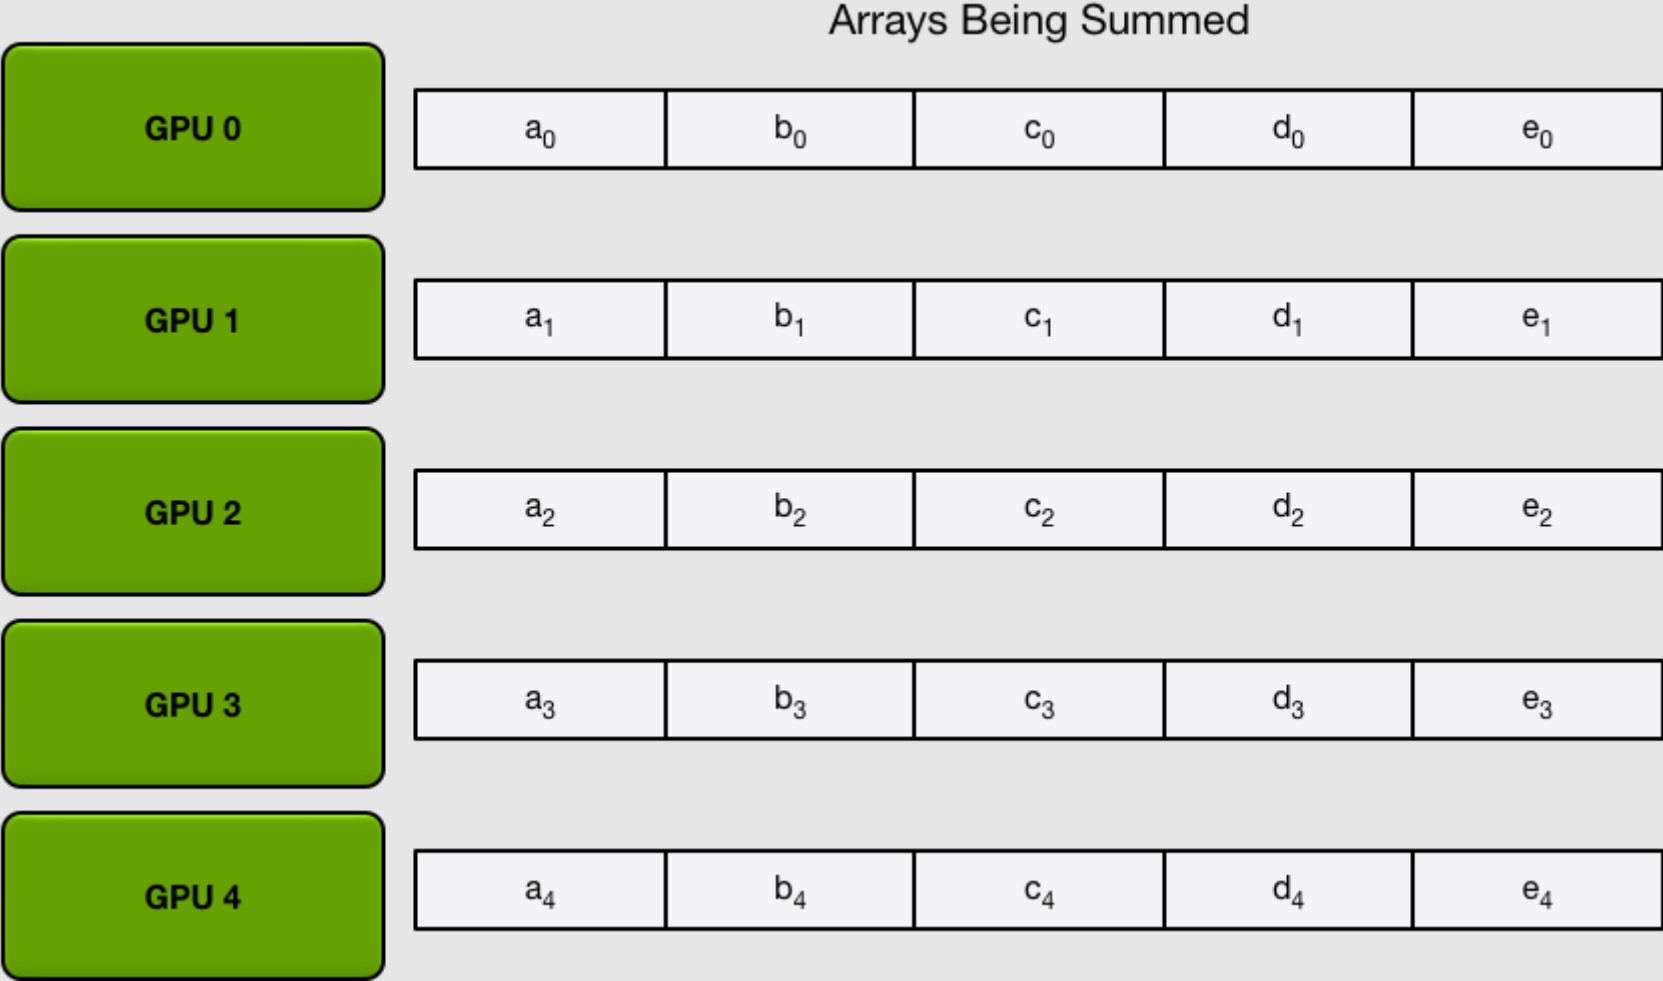 Arrays Being Summed
GPU 0 a₀ b₀ c₀ d₀ e₀
GPU 1 a₁ b₁ c₁ d₁ e₁
GPU 2 a₂ b₂ c₂ d₂ e₂
GPU 3 a₃ b₃ c₃ d₃ e₃
GPU 4 a₄ b₄ c₄ d₄ e₄